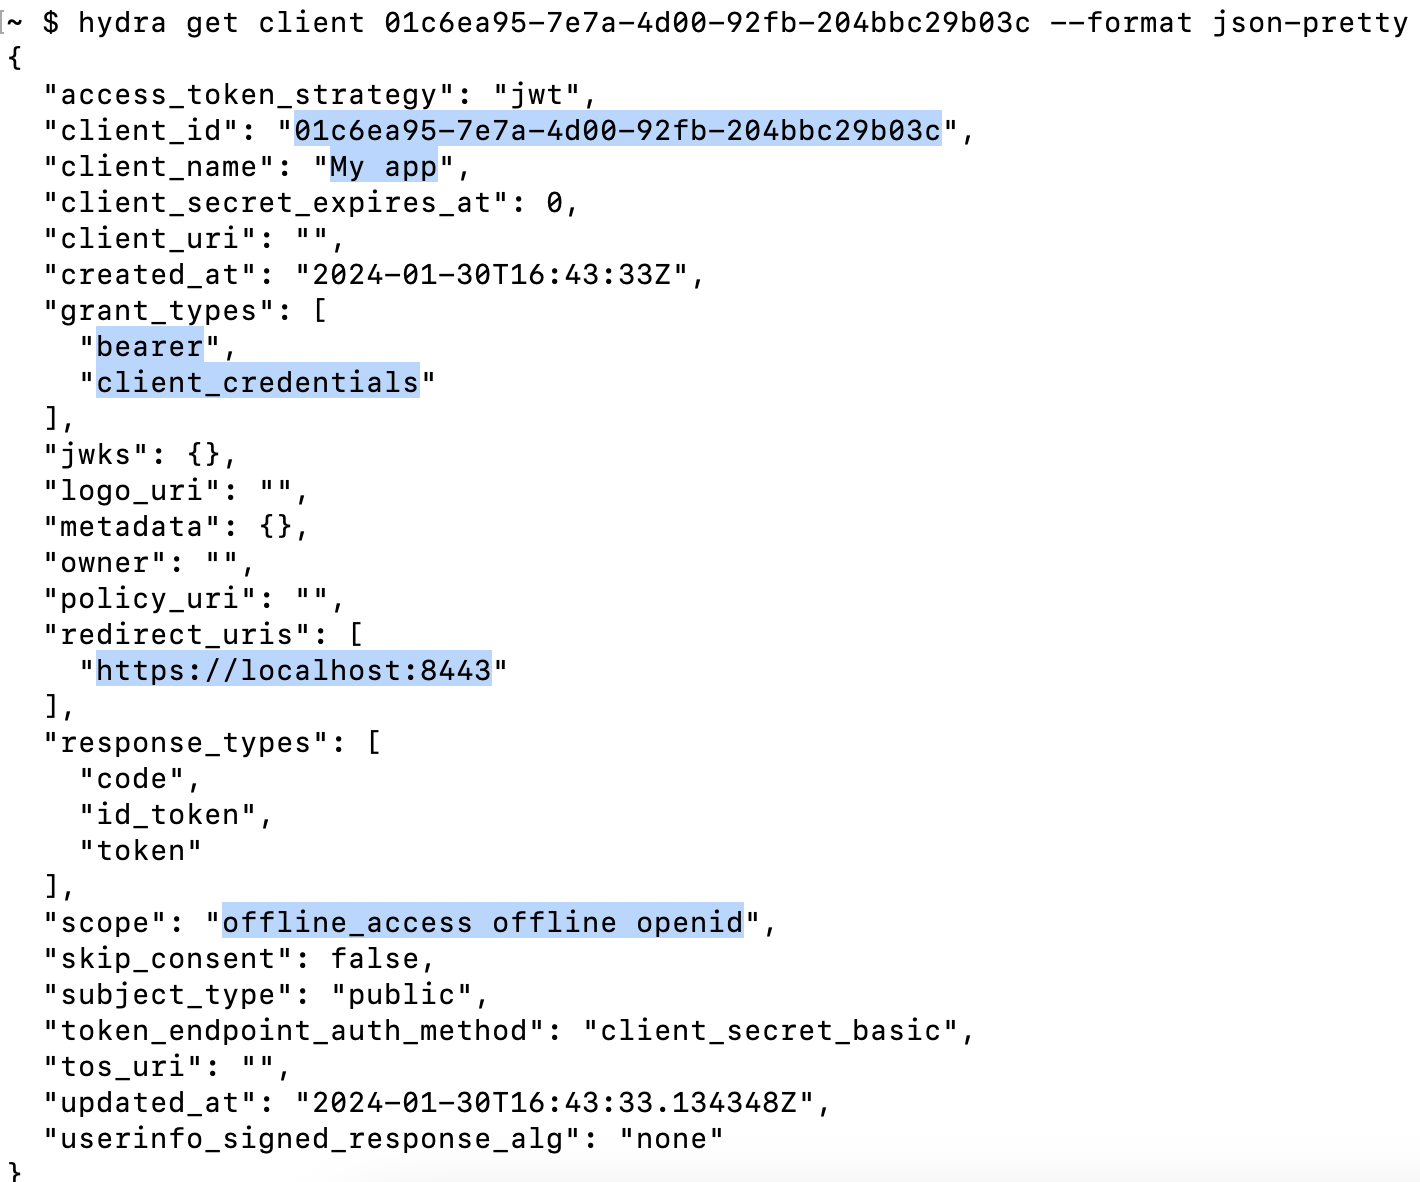 ~ $ hydra get client 01c6ea95-7e7a-4d00-92fb-204bbc29b03c --format json-pretty
{
  "access_token_strategy": "jwt",
  "client_id": "01c6ea95-7e7a-4d00-92fb-204bbc29b03c",
  "client_name": "My app",
  "client_secret_expires_at": 0,
  "client_uri": "",
  "created_at": "2024-01-30T16:43:33Z",
  "grant_types": [
    "bearer",
    "client_credentials"
  ],
  "jwks": {},
  "logo_uri": "",
  "metadata": {},
  "owner": "",
  "policy_uri": "",
  "redirect_uris": [
    "https://localhost:8443"
  ],
  "response_types": [
    "code",
    "id_token",
    "token"
  ],
  "scope": "offline_access offline openid",
  "skip_consent": false,
  "subject_type": "public",
  "token_endpoint_auth_method": "client_secret_basic",
  "tos_uri": "",
  "updated_at": "2024-01-30T16:43:33.134348Z",
  "userinfo_signed_response_alg": "none"
}